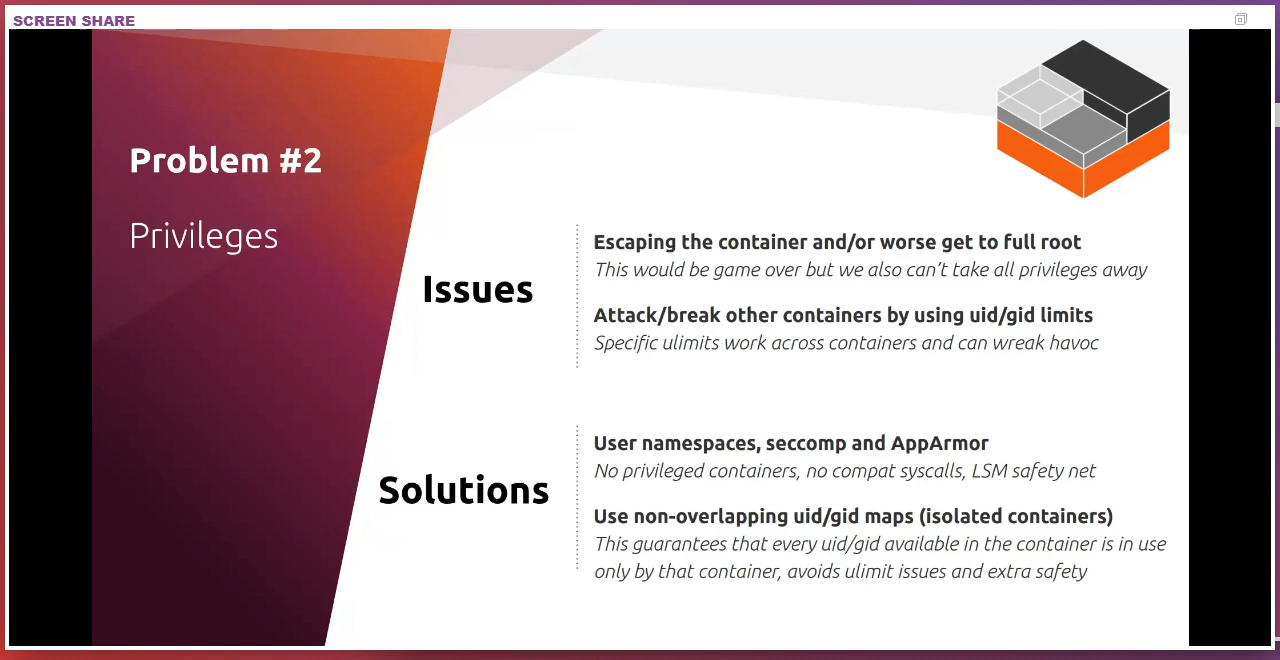 SCREEN SHARE
Problem #2
Privileges
Issues
Escaping the container and/or worse get to full root
This would be game over but we also can't take all privileges away
Attack/break other containers by using uid/gid limits
Specific ulimits work across containers and can wreak havoc
Solutions
User namespaces, seccomp and AppArmor
No privileged containers, no compat syscalls, LSM safety net
Use non-overlapping uid/gid maps (isolated containers)
This guarantees that every uid/gid available in the container is in use
only by that container, avoids ulimit issues and extra safety